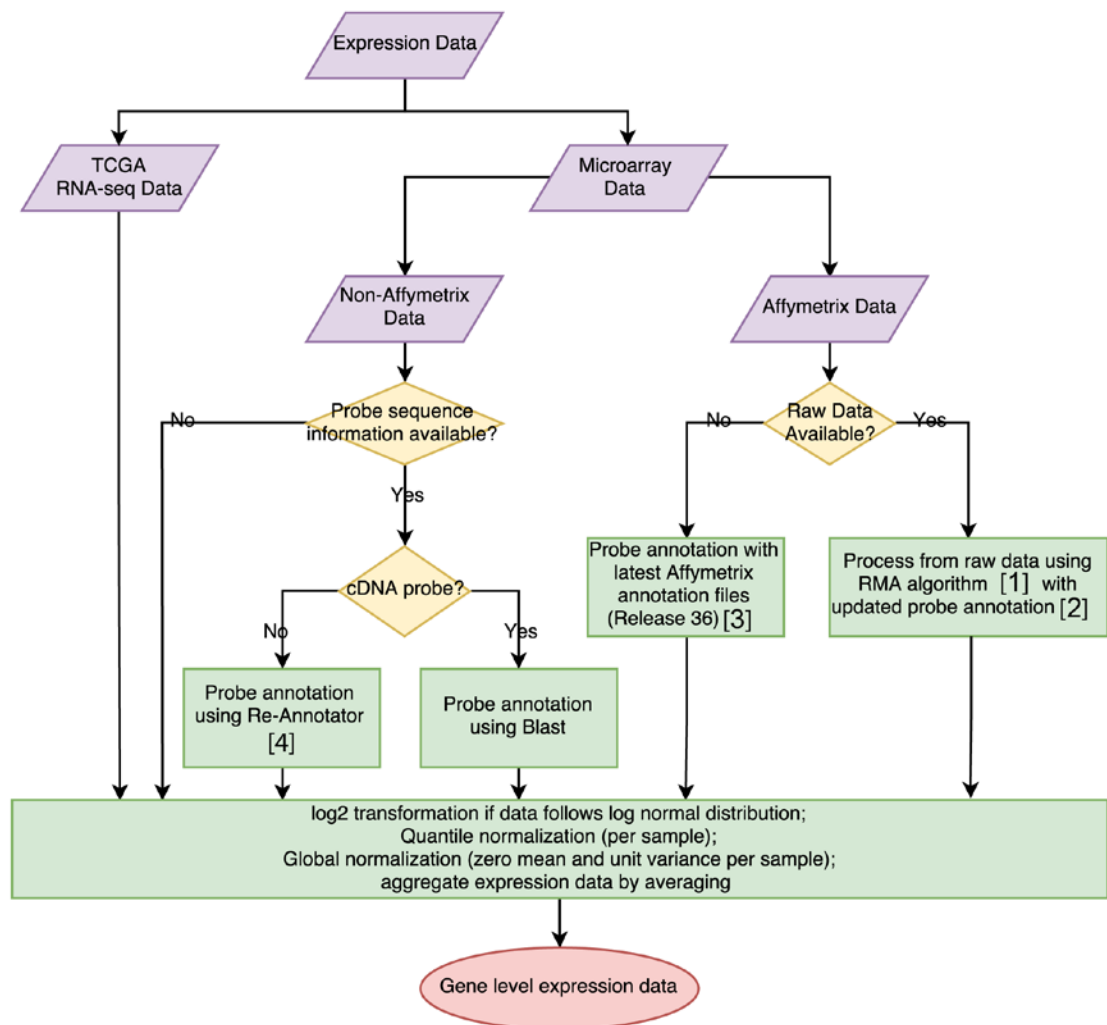 Expression Data
TCGA
RNA-seq Data
Microarray
Data
Non-Affymetrix
Data
Affymetrix Data
No
Probe sequence
information available?
No
Raw Data
Available?
Yes
Yes
Probe annotation with
latest Affymetrix
annotation files
(Release 36) [3]
Process from raw data using
RMA algorithm [1] with
updated probe annotation [2]
cDNA probe?
No
Yes
Probe annotation
using Re-Annotator
[4]
Probe annotation
using Blast
log2 transformation if data follows log normal distribution;
Quantile normalization (per sample);
Global normalization (zero mean and unit variance per sample);
aggregate expression data by averaging
Gene level expression data